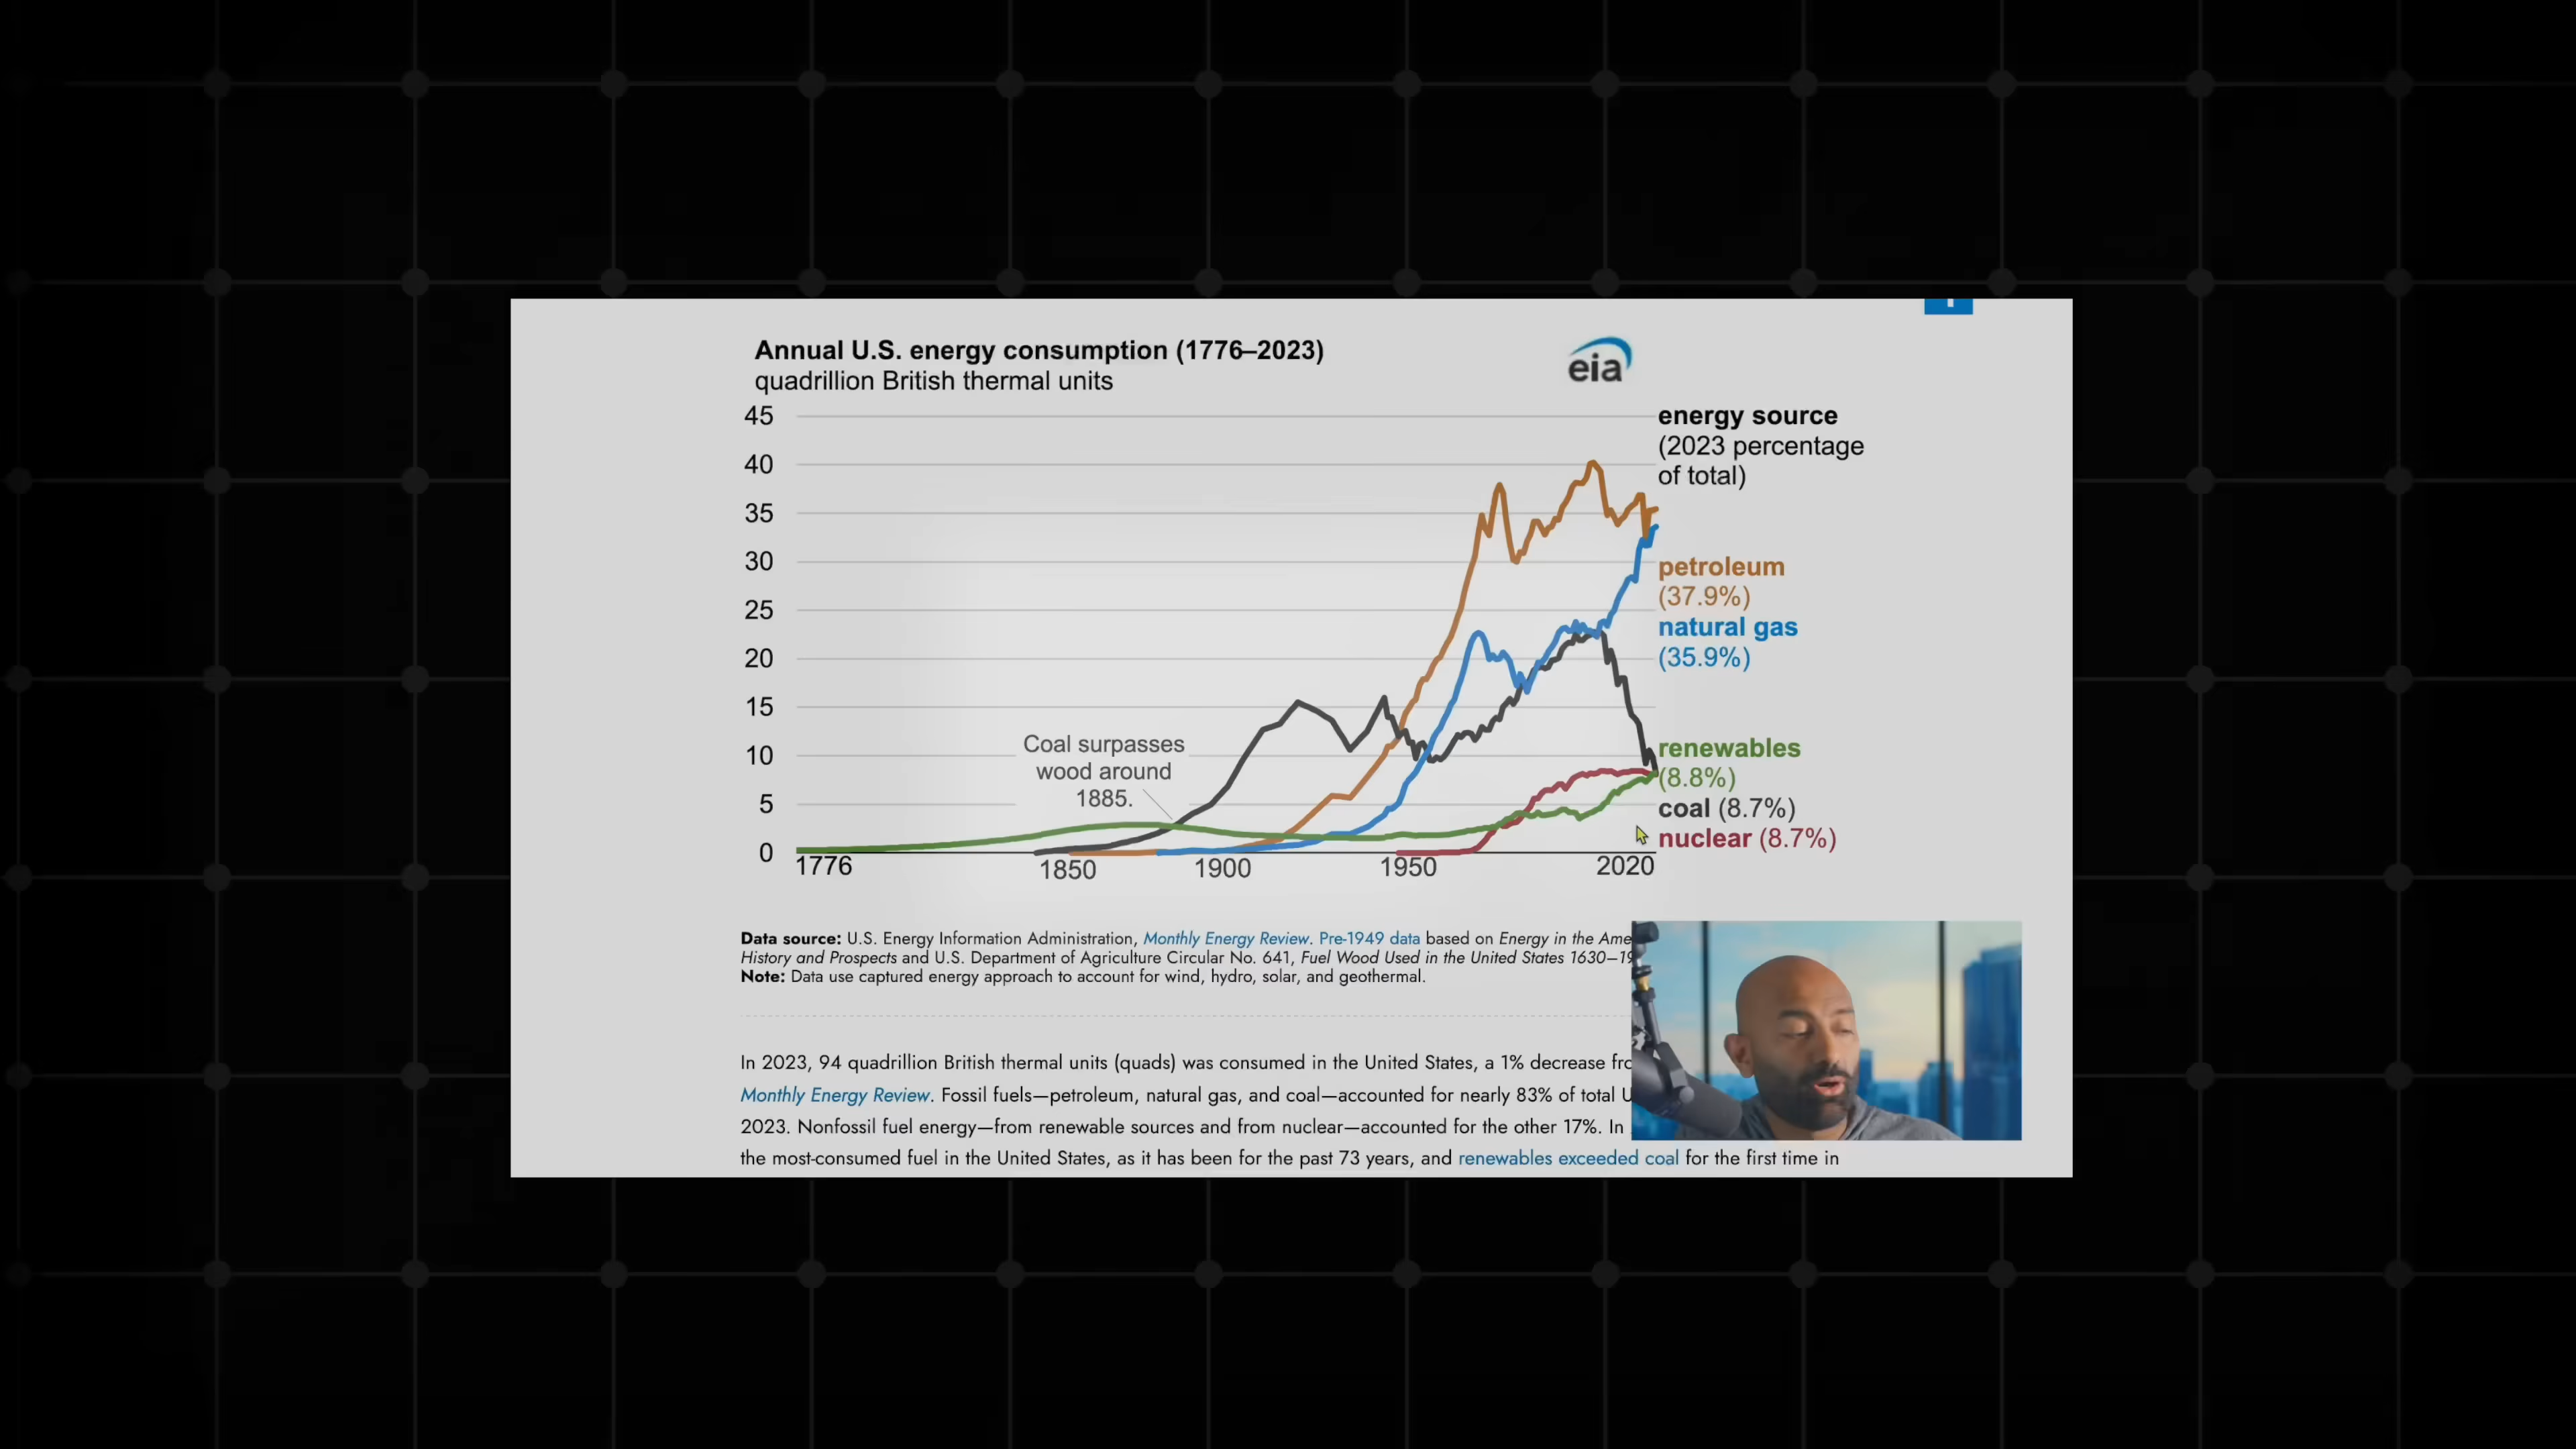 Annual U.S. energy consumption (1776–2023)
quadrillion British thermal units
eia
45
40
35
30
25
20
15
10
5
0
1776
1850
1900
1950
2020
Coal surpasses
wood around
1885.
energy source
(2023 percentage
of total)
petroleum
(37.9%)
natural gas
(35.9%)
renewables
(8.8%)
coal (8.7%)
nuclear (8.7%)
Data source: U.S. Energy Information Administration, Monthly Energy Review. Pre-1949 data based on Energy in the Ame
History and Prospects and U.S. Department of Agriculture Circular No. 641, Fuel Wood Used in the United States 1630–19
Note: Data use captured energy approach to account for wind, hydro, solar, and geothermal.
In 2023, 94 quadrillion British thermal units (quads) was consumed in the United States, a 1% decrease fro
Monthly Energy Review. Fossil fuels—petroleum, natural gas, and coal—accounted for nearly 83% of total U
2023. Nonfossil fuel energy—from renewable sources and from nuclear—accounted for the other 17%. In
the most-consumed fuel in the United States, as it has been for the past 73 years, and renewables exceeded coal for the first time in